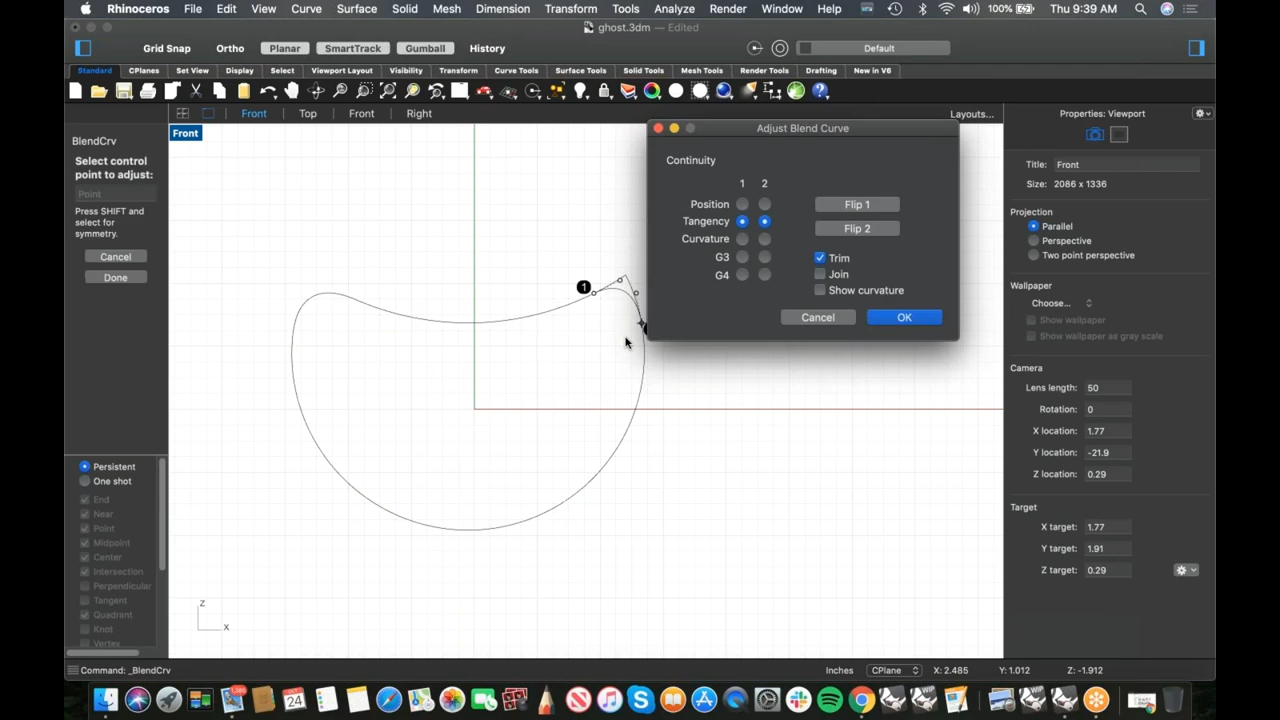 Rhinoceros File Edit View Curve Surface Solid Mesh Dimension Transform Tools Analyze Render Window Help 100% Thu 9:39 AM
ghost.3dm — Edited
Grid Snap Ortho Planar SmartTrack Gumball History Default
Standard CPlanes Set View Display Select Viewport Layout Visibility Transform Curve Tools Surface Tools Solid Tools Mesh Tools Render Tools Drafting New in V6
Front Top Front Right Layouts...
Front
BlendCrv
Select control
point to adjust:
Point
Press SHIFT and
select for
symmetry.
Cancel
Done
Persistent
One shot
End
Near
Point
Midpoint
Center
Intersection
Perpendicular
Tangent
Quadrant
Knot
Vertex
1
Z
X
Adjust Blend Curve
Continuity
1 2
Position Flip 1
Tangency Flip 2
Curvature
G3 Trim
G4 Join
Show curvature
Cancel OK
Properties: Viewport
Title: Front
Size: 2086 x 1336
Projection
Parallel
Perspective
Two point perspective
Wallpaper
Choose...
Show wallpaper
Show wallpaper as gray scale
Camera
Lens length: 50
Rotation: 0
X location: 1.77
Y location: -21.9
Z location: 0.29
Target
X target: 1.77
Y target: 1.91
Z target: 0.29
Command: _BlendCrv Inches CPlane X: 2.485 Y: 1.012 Z: -1.912